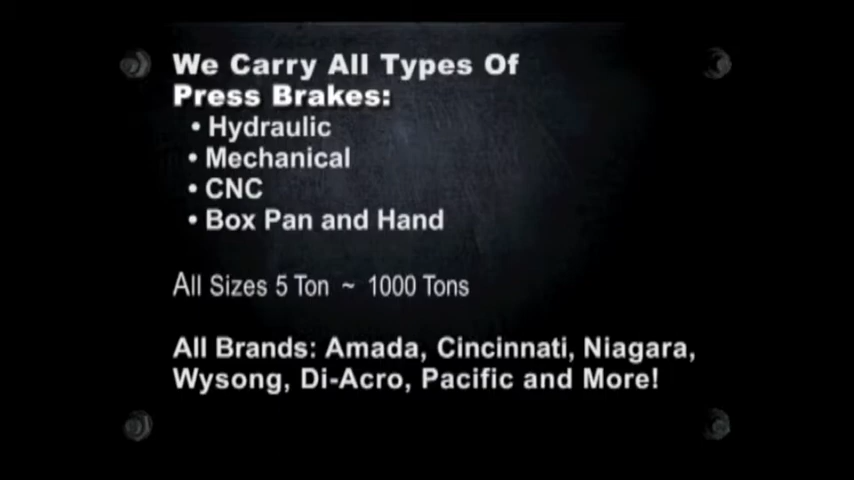 We Carry All Types Of
Press Brakes:
• Hydraulic
• Mechanical
• CNC
• Box Pan and Hand
All Sizes 5 Ton ~ 1000 Tons
All Brands: Amada, Cincinnati, Niagara,
Wysong, Di-Acro, Pacific and More!